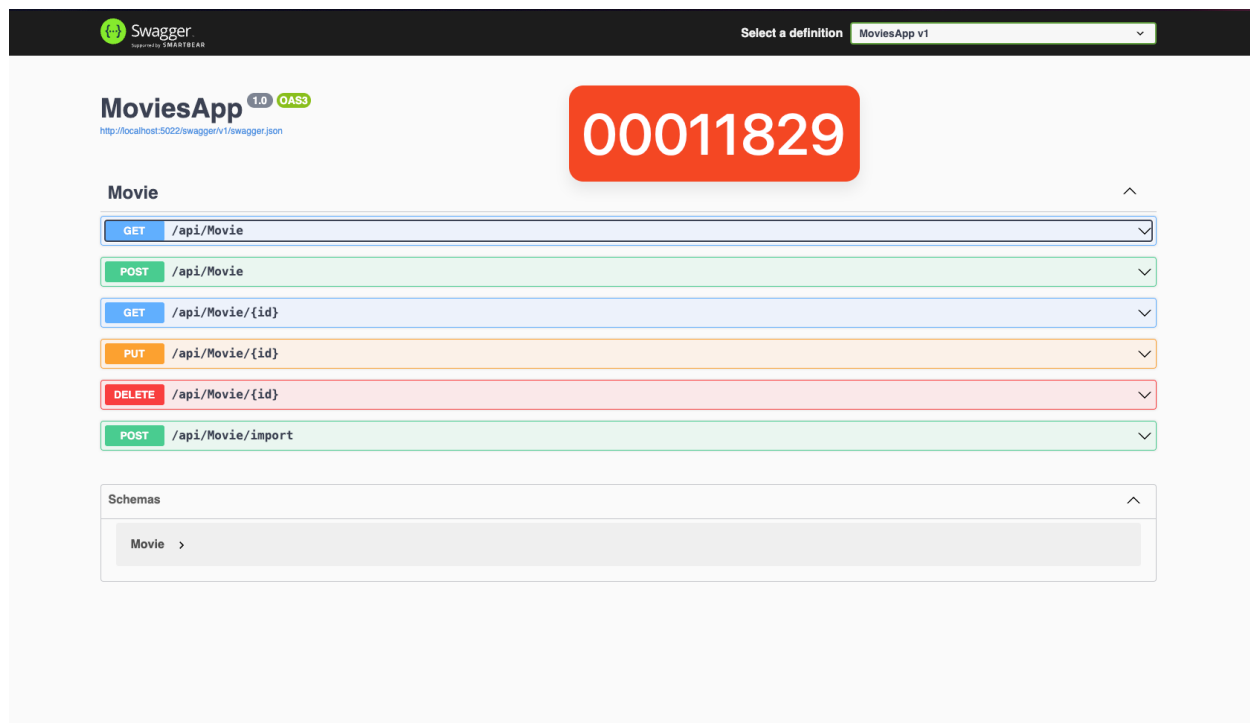 Swagger.
Supported by SMARTBEAR
Select a definition
MoviesApp v1
MoviesApp 1.0 OAS3
http://localhost:5022/swagger/v1/swagger.json
00011829
Movie
GET /api/Movie
POST /api/Movie
GET /api/Movie/{id}
PUT /api/Movie/{id}
DELETE /api/Movie/{id}
POST /api/Movie/import
Schemas
Movie